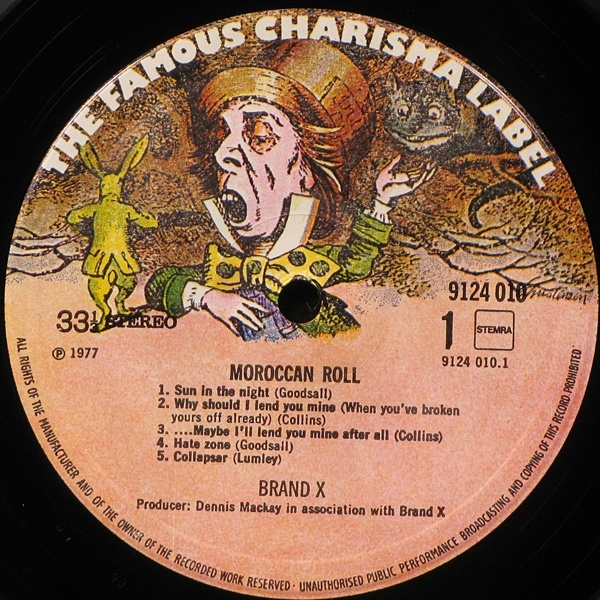 THE FAMOUS CHARISMA LABEL
9124 010
33⅓ STEREO
1
STEMRA
9124 010.1
℗ 1977
MOROCCAN ROLL
1. Sun in the night (Goodsall)
2. Why should I lend you mine (When you've broken
yours off already) (Collins)
3. ....Maybe I'll lend you mine after all (Collins)
4. Hate zone (Goodsall)
5. Collapsar (Lumley)
BRAND X
Producer: Dennis Mackay in association with Brand X
ALL RIGHTS OF THE MANUFACTURER AND OF THE OWNER OF THE RECORDED WORK RESERVED · UNAUTHORISED PUBLIC PERFORMANCE BROADCASTING AND COPYING OF THIS RECORD PROHIBITED